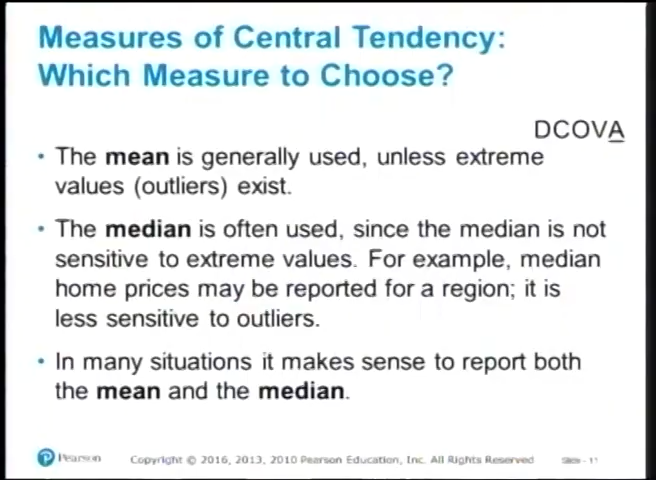 Measures of Central Tendency:
Which Measure to Choose?
DCOVA
• The mean is generally used, unless extreme
values (outliers) exist.
• The median is often used, since the median is not
sensitive to extreme values. For example, median
home prices may be reported for a region; it is
less sensitive to outliers.
• In many situations it makes sense to report both
the mean and the median.
Pearson
Copyright © 2016, 2013, 2010 Pearson Education, Inc. All Rights Reserved